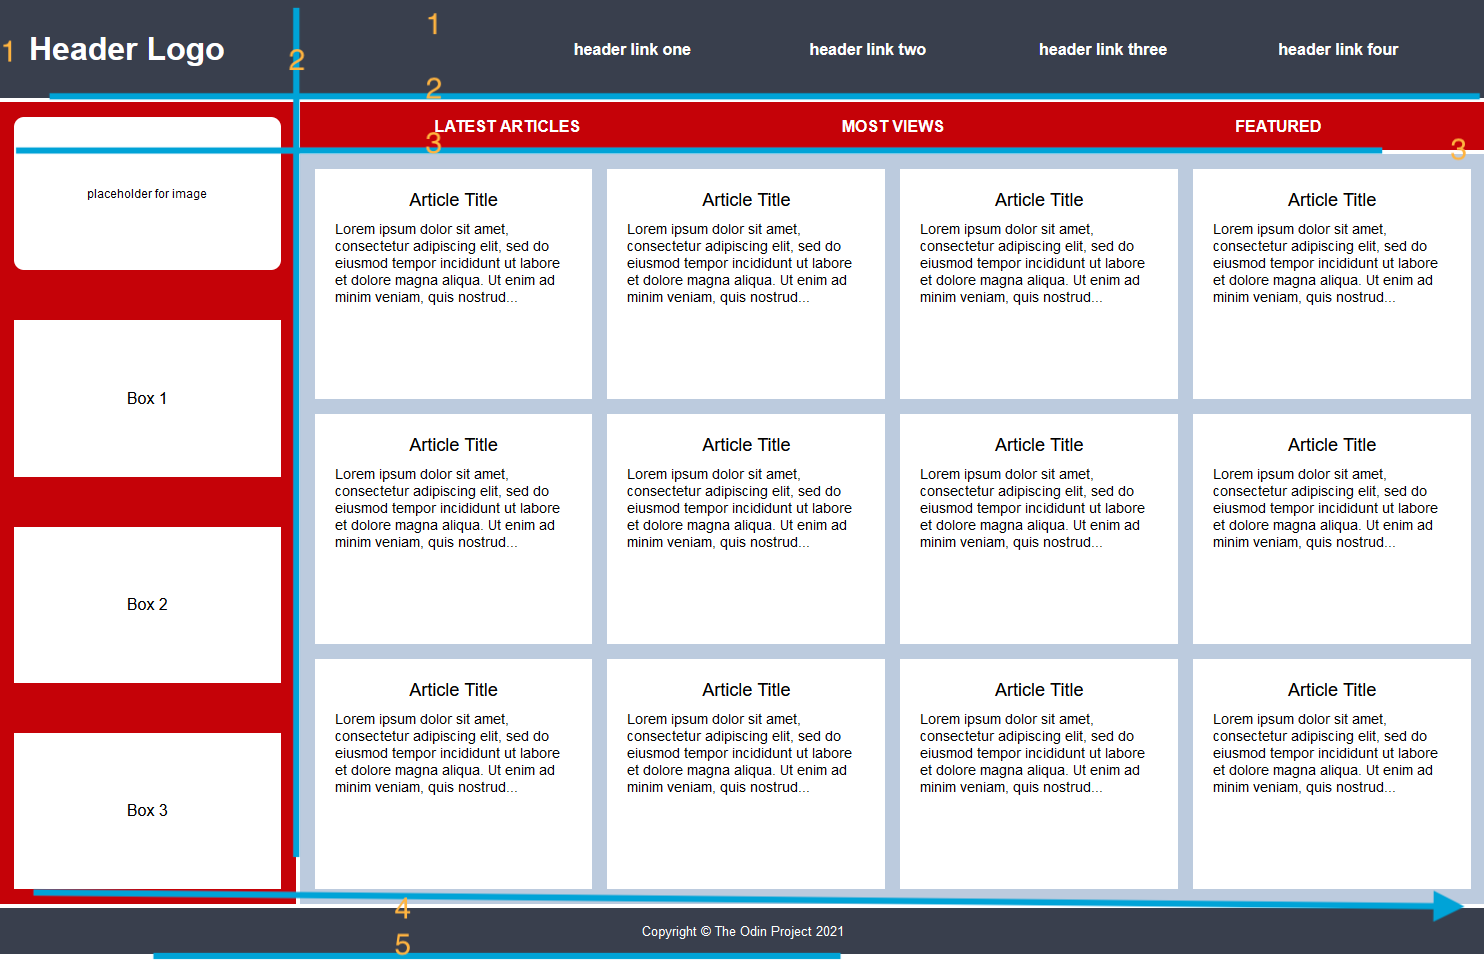 1
1 Header Logo
2
header link one
header link two
header link three
header link four
2
LATEST ARTICLES
MOST VIEWS
FEATURED
3
3
placeholder for image
Box 1
Box 2
Box 3
Article Title
Lorem ipsum dolor sit amet,
consectetur adipiscing elit, sed do
eiusmod tempor incididunt ut labore
et dolore magna aliqua. Ut enim ad
minim veniam, quis nostrud...
Article Title
Lorem ipsum dolor sit amet,
consectetur adipiscing elit, sed do
eiusmod tempor incididunt ut labore
et dolore magna aliqua. Ut enim ad
minim veniam, quis nostrud...
Article Title
Lorem ipsum dolor sit amet,
consectetur adipiscing elit, sed do
eiusmod tempor incididunt ut labore
et dolore magna aliqua. Ut enim ad
minim veniam, quis nostrud...
Article Title
Lorem ipsum dolor sit amet,
consectetur adipiscing elit, sed do
eiusmod tempor incididunt ut labore
et dolore magna aliqua. Ut enim ad
minim veniam, quis nostrud...
Article Title
Lorem ipsum dolor sit amet,
consectetur adipiscing elit, sed do
eiusmod tempor incididunt ut labore
et dolore magna aliqua. Ut enim ad
minim veniam, quis nostrud...
Article Title
Lorem ipsum dolor sit amet,
consectetur adipiscing elit, sed do
eiusmod tempor incididunt ut labore
et dolore magna aliqua. Ut enim ad
minim veniam, quis nostrud...
Article Title
Lorem ipsum dolor sit amet,
consectetur adipiscing elit, sed do
eiusmod tempor incididunt ut labore
et dolore magna aliqua. Ut enim ad
minim veniam, quis nostrud...
Article Title
Lorem ipsum dolor sit amet,
consectetur adipiscing elit, sed do
eiusmod tempor incididunt ut labore
et dolore magna aliqua. Ut enim ad
minim veniam, quis nostrud...
Article Title
Lorem ipsum dolor sit amet,
consectetur adipiscing elit, sed do
eiusmod tempor incididunt ut labore
et dolore magna aliqua. Ut enim ad
minim veniam, quis nostrud...
Article Title
Lorem ipsum dolor sit amet,
consectetur adipiscing elit, sed do
eiusmod tempor incididunt ut labore
et dolore magna aliqua. Ut enim ad
minim veniam, quis nostrud...
Article Title
Lorem ipsum dolor sit amet,
consectetur adipiscing elit, sed do
eiusmod tempor incididunt ut labore
et dolore magna aliqua. Ut enim ad
minim veniam, quis nostrud...
Article Title
Lorem ipsum dolor sit amet,
consectetur adipiscing elit, sed do
eiusmod tempor incididunt ut labore
et dolore magna aliqua. Ut enim ad
minim veniam, quis nostrud...
4
Copyright © The Odin Project 2021
5